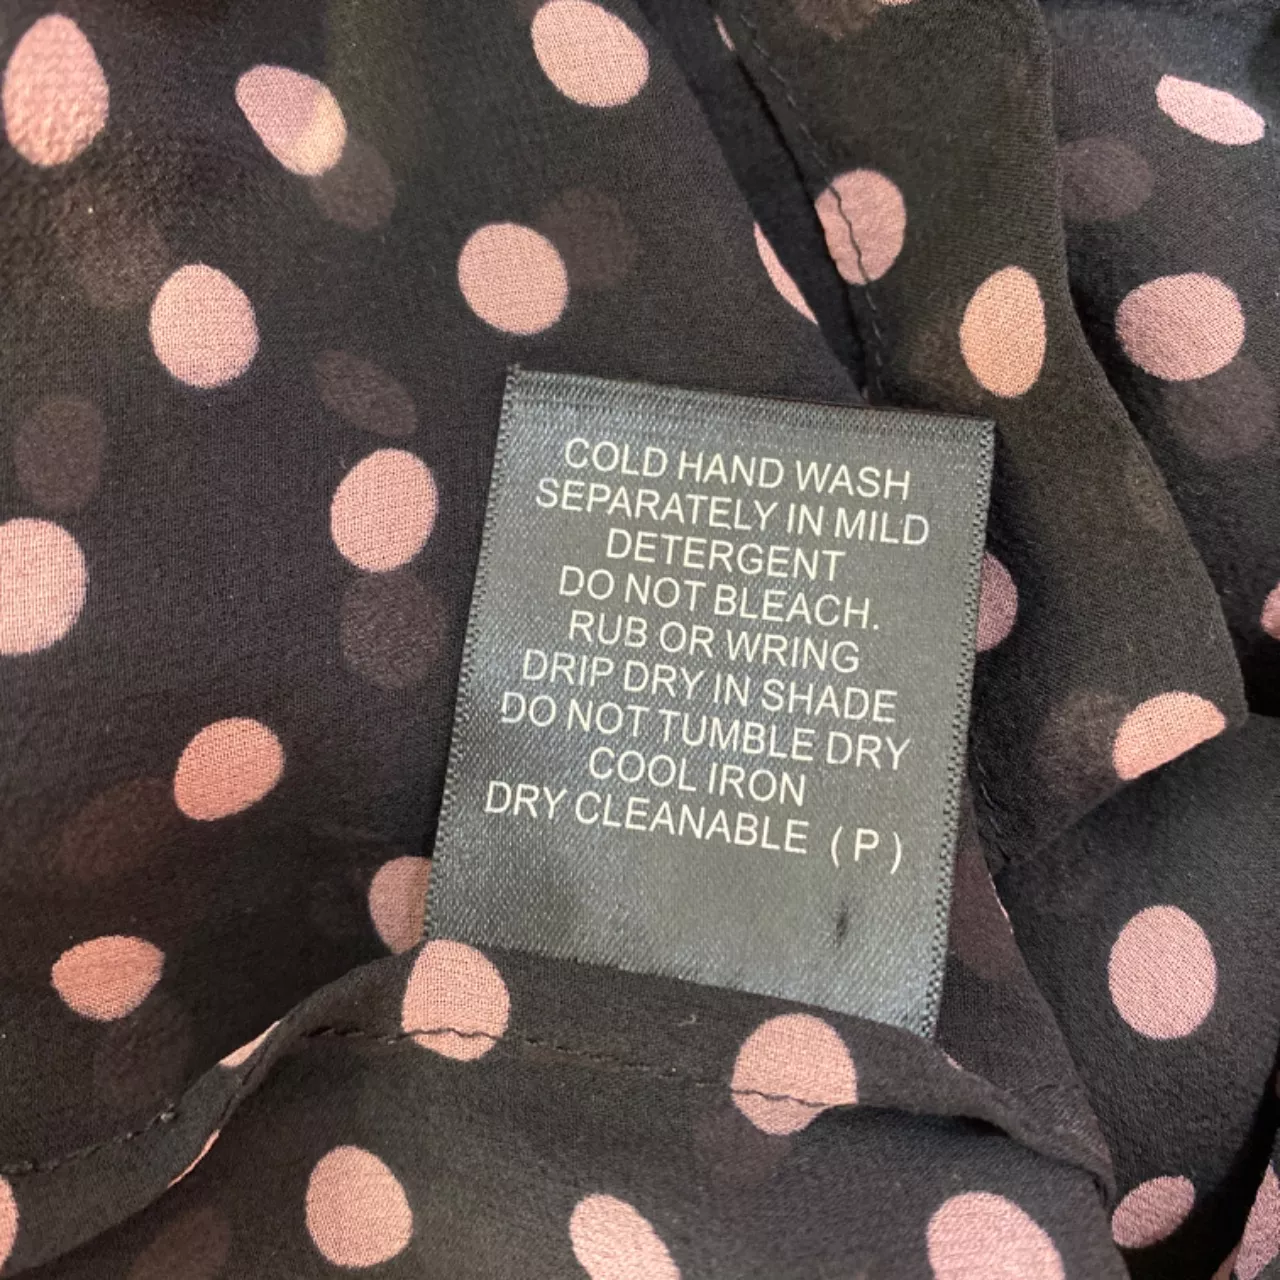 COLD HAND WASH
SEPARATELY IN MILD
DETERGENT
DO NOT BLEACH.
RUB OR WRING
DRIP DRY IN SHADE
DO NOT TUMBLE DRY
COOL IRON
DRY CLEANABLE ( P )